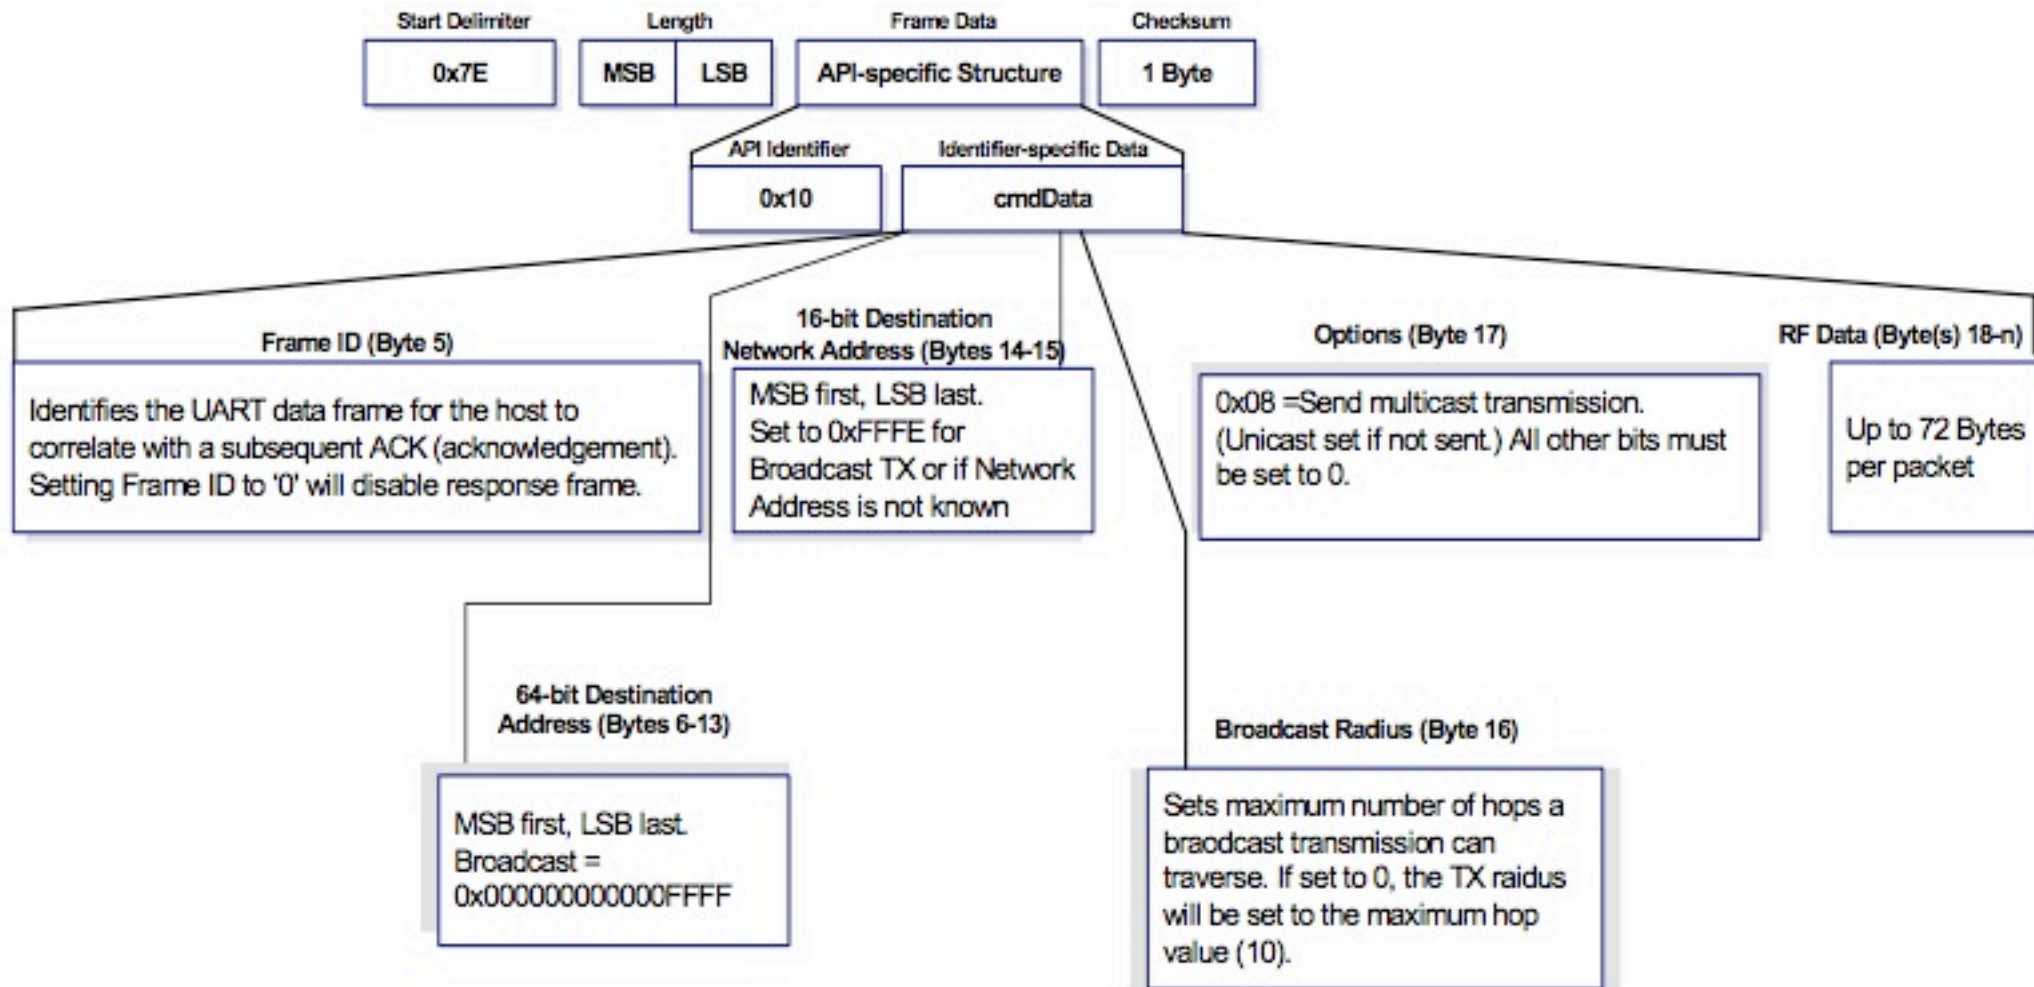 Start Delimiter
Length
Frame Data
Checksum
0x7E
MSB
LSB
API-specific Structure
1 Byte
API Identifier
Identifier-specific Data
0x10
cmdData
Frame ID (Byte 5)
Identifies the UART data frame for the host to
correlate with a subsequent ACK (acknowledgement).
Setting Frame ID to '0' will disable response frame.
16-bit Destination
Network Address (Bytes 14-15)
MSB first, LSB last.
Set to 0xFFFE for
Broadcast TX or if Network
Address is not known
Options (Byte 17)
0x08 =Send multicast transmission.
(Unicast set if not sent.) All other bits must
be set to 0.
RF Data (Byte(s) 18-n)
Up to 72 Bytes
per packet
64-bit Destination
Address (Bytes 6-13)
MSB first, LSB last.
Broadcast =
0x000000000000FFFF
Broadcast Radius (Byte 16)
Sets maximum number of hops a
braodcast transmission can
traverse. If set to 0, the TX raidus
will be set to the maximum hop
value (10).